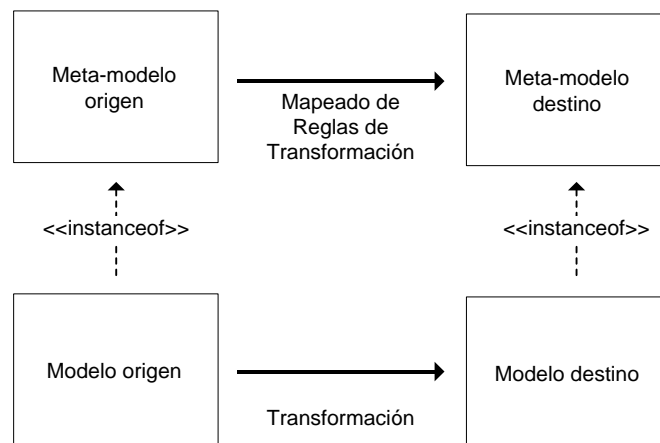 Meta-modelo
origen
Mapeado de
Reglas de
Transformación
Meta-modelo
destino
<<instanceof>>
<<instanceof>>
Modelo origen
Transformación
Modelo destino